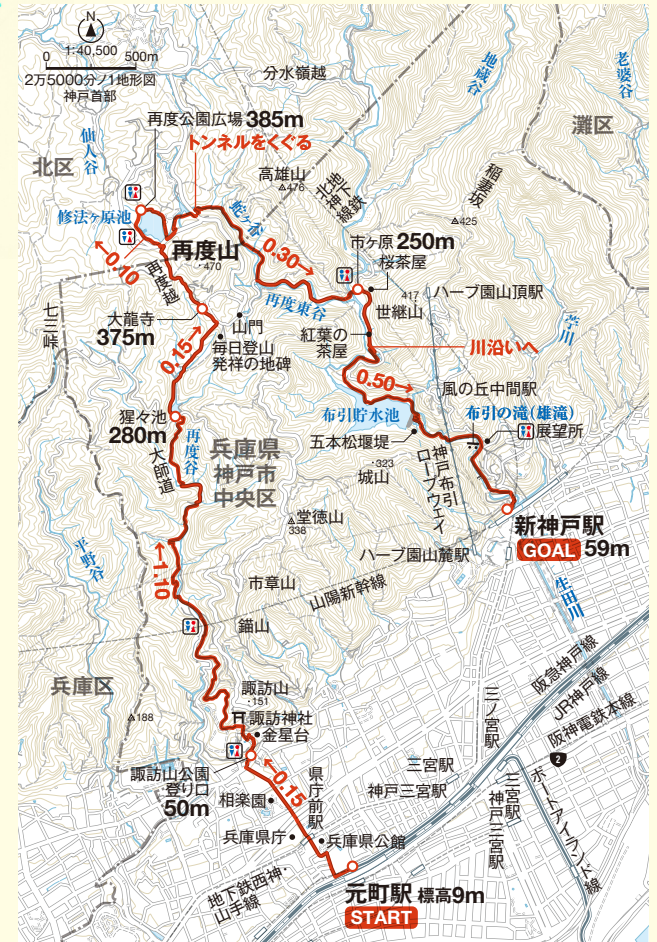 N
0 1:40,500 500m
2万5000分ノ1地形図
神戸首部
分水嶺越
地蔵谷
老婆谷
灘区
再度公園広場 385m
トンネルをくぐる
仙人谷
北区
高雄山
△476
北神線
地下鉄
稲妻坂
△425
修法ヶ原池
蛇ヶ谷
再度山
・470
0.30→
市ヶ原 250m
桜茶屋
←0.10
再度越
再度東谷
417
世継山
ハーブ園山頂駅
七三峠
大龍寺
375m
山門
毎日登山
発祥の地碑
紅葉の
茶屋
川沿いへ
苧川
0.15→
0.50→
風の丘中間駅
猩々池
280m
再度谷
大師道
兵庫県
神戸市
中央区
布引貯水池
布引の滝(雄滝)
展望所
五本松堰堤
・323
城山
神戸布引
ロープウェイ
堂徳山
△338
新神戸駅
GOAL 59m
平野谷
←1.10
ハーブ園山麓駅
市章山
山陽新幹線
生田川
錨山
兵庫区
△188
諏訪山
・151
諏訪神社
金星台
阪急神戸線
JR神戸線
阪神電鉄本線
三ノ宮駅
2
諏訪山公園
登り口
50m
←0.15
県庁前駅
三宮駅
神戸三宮駅
三宮駅
神戸三宮駅
ポートアイランド線
相楽園
兵庫県庁
兵庫県公館
地下鉄西神・
山手線
元町駅 標高9m
START